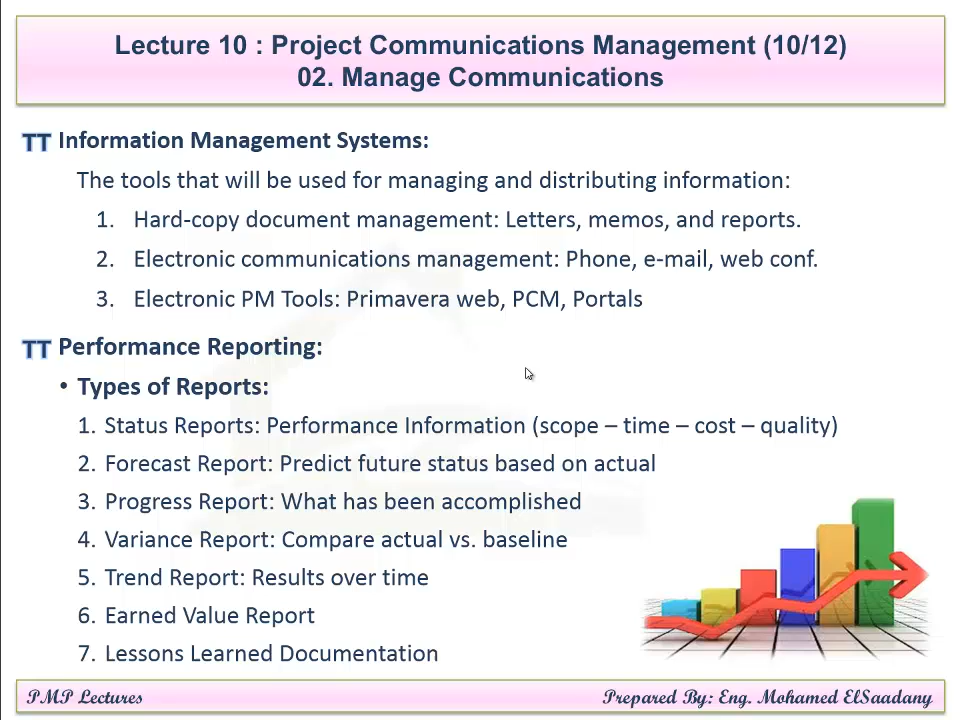 Lecture 10 : Project Communications Management (10/12)
02. Manage Communications
TT Information Management Systems:
The tools that will be used for managing and distributing information:
1. Hard-copy document management: Letters, memos, and reports.
2. Electronic communications management: Phone, e-mail, web conf.
3. Electronic PM Tools: Primavera web, PCM, Portals
TT Performance Reporting:
• Types of Reports:
1. Status Reports: Performance Information (scope – time – cost – quality)
2. Forecast Report: Predict future status based on actual
3. Progress Report: What has been accomplished
4. Variance Report: Compare actual vs. baseline
5. Trend Report: Results over time
6. Earned Value Report
7. Lessons Learned Documentation
PMP Lectures
Prepared By: Eng. Mohamed ElSaadany